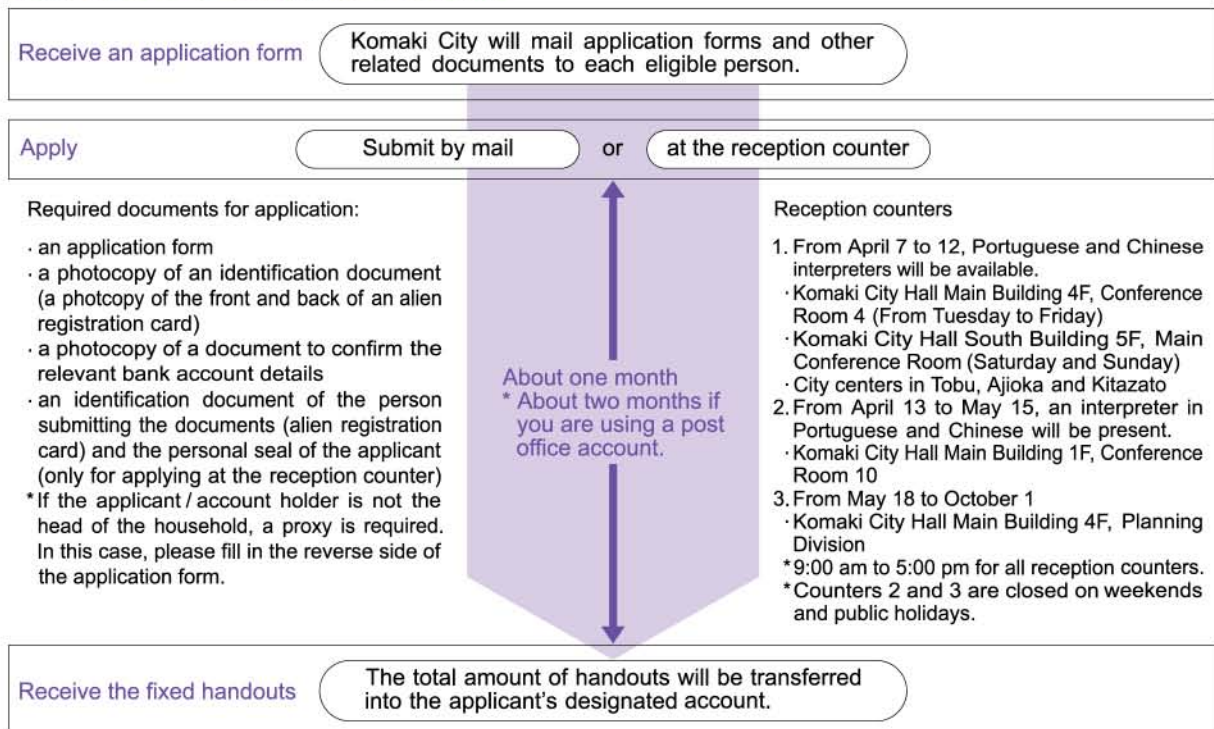 Receive an application form
Komaki City will mail application forms and other
related documents to each eligible person.
Apply
Submit by mail
or
at the reception counter
Required documents for application:
· an application form
· a photocopy of an identification document
(a photcopy of the front and back of an alien
registration card)
· a photocopy of a document to confirm the
relevant bank account details
· an identification document of the person
submitting the documents (alien registration
card) and the personal seal of the applicant
(only for applying at the reception counter)
* If the applicant / account holder is not the
head of the household, a proxy is required.
In this case, please fill in the reverse side of
the application form.
About one month
* About two months if
you are using a post
office account.
Reception counters
1. From April 7 to 12, Portuguese and Chinese
interpreters will be available.
· Komaki City Hall Main Building 4F, Conference
Room 4 (From Tuesday to Friday)
· Komaki City Hall South Building 5F, Main
Conference Room (Saturday and Sunday)
· City centers in Tobu, Ajioka and Kitazato
2. From April 13 to May 15, an interpreter in
Portuguese and Chinese will be present.
· Komaki City Hall Main Building 1F, Conference
Room 10
3. From May 18 to October 1
· Komaki City Hall Main Building 4F, Planning
Division
* 9:00 am to 5:00 pm for all reception counters.
* Counters 2 and 3 are closed on weekends
and public holidays.
Receive the fixed handouts
The total amount of handouts will be transferred
into the applicant's designated account.